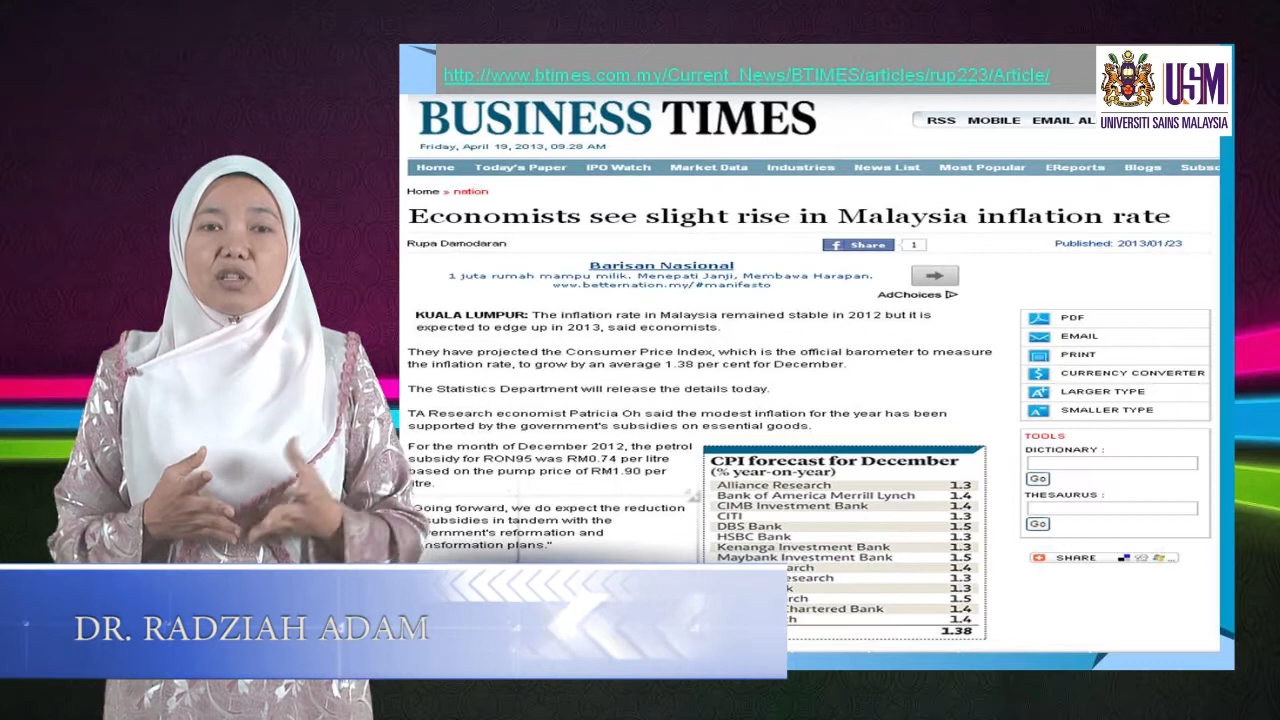 http://www.btimes.com.my/Current_News/BTIMES/articles/rup223/Article/
USM
UNIVERSITI SAINS MALAYSIA
BUSINESS TIMES
RSS MOBILE EMAIL AL
Friday, April 19, 2013, 09.28 AM
Home Today's Paper IPO Watch Market Data Industries News List Most Popular EReports Blogs Subsc
Home » nation
Economists see slight rise in Malaysia inflation rate
Rupa Damodaran
Share 1
Published: 2013/01/23
Barisan Nasional
1 juta rumah mampu milik. Menepati Janji, Membawa Harapan.
www.betternation.my/#manifesto
AdChoices
KUALA LUMPUR: The inflation rate in Malaysia remained stable in 2012 but it is
expected to edge up in 2013, said economists.
They have projected the Consumer Price Index, which is the official barometer to measure
the inflation rate, to grow by an average 1.38 per cent for December.
The Statistics Department will release the details today.
TA Research economist Patricia Oh said the modest inflation for the year has been
supported by the government's subsidies on essential goods.
For the month of December 2012, the petrol
subsidy for RON95 was RM0.74 per litre
based on the pump price of RM1.90 per
itre.
Going forward, we do expect the reduction
subsidies in tandem with the
ernment's reformation and
nsformation plans."
CPI forecast for December
(% year-on-year)
Alliance Research 1.3
Bank of America Merrill Lynch 1.4
CIMB Investment Bank 1.4
CITI 1.3
DBS Bank 1.5
HSBC Bank 1.3
Kenanga Investment Bank 1.3
Maybank Investment Bank 1.5
arch 1.4
esearch 1.3
k 1.3
rch 1.5
Chartered Bank 1.4
h 1.4
1.38
PDF
EMAIL
PRINT
CURRENCY CONVERTER
LARGER TYPE
SMALLER TYPE
TOOLS
DICTIONARY :
Go
THESAURUS :
Go
SHARE
DR. RADZIAH ADAM